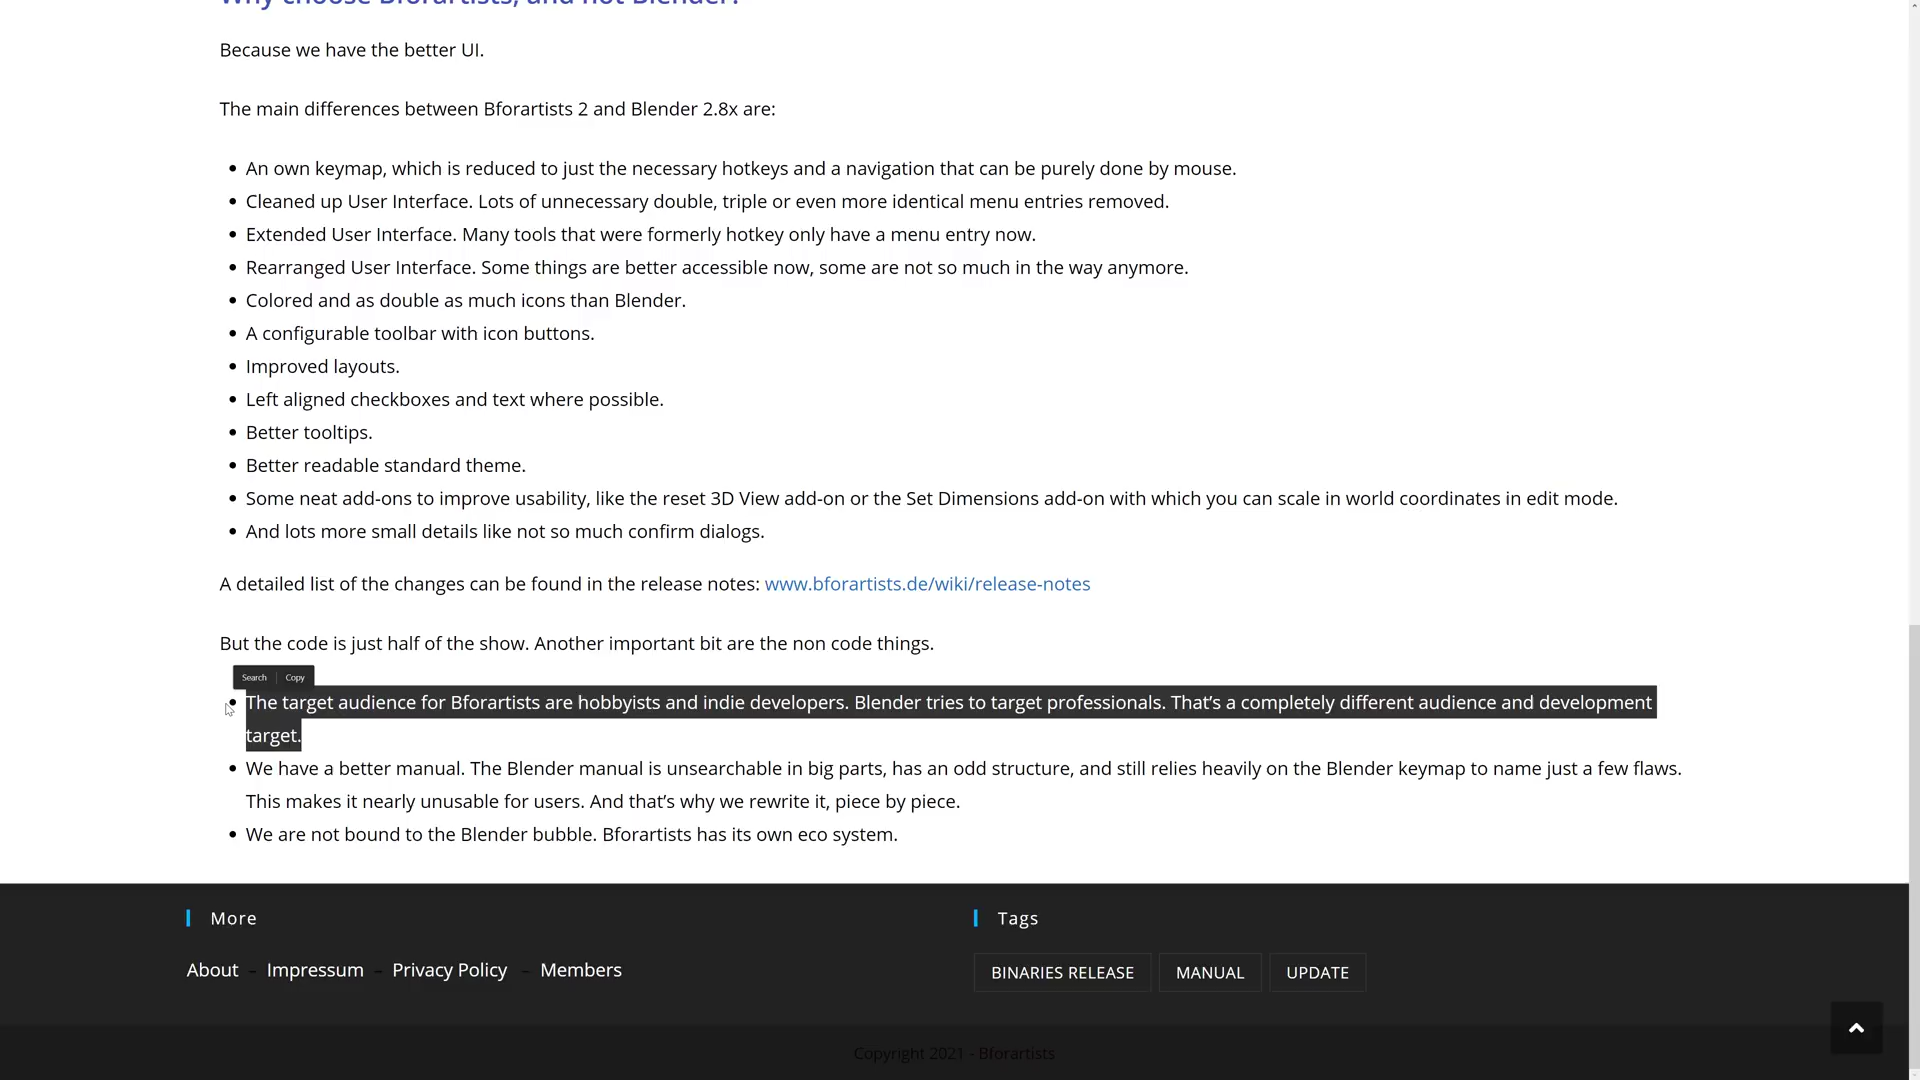 Why choose Bforartists, and not Blender?
Because we have the better UI.
The main differences between Bforartists 2 and Blender 2.8x are:
An own keymap, which is reduced to just the necessary hotkeys and a navigation that can be purely done by mouse.
Cleaned up User Interface. Lots of unnecessary double, triple or even more identical menu entries removed.
Extended User Interface. Many tools that were formerly hotkey only have a menu entry now.
Rearranged User Interface. Some things are better accessible now, some are not so much in the way anymore.
Colored and as double as much icons than Blender.
A configurable toolbar with icon buttons.
Improved layouts.
Left aligned checkboxes and text where possible.
Better tooltips.
Better readable standard theme.
Some neat add-ons to improve usability, like the reset 3D View add-on or the Set Dimensions add-on with which you can scale in world coordinates in edit mode.
And lots more small details like not so much confirm dialogs.
A detailed list of the changes can be found in the release notes: www.bforartists.de/wiki/release-notes
But the code is just half of the show. Another important bit are the non code things.
Search Copy
The target audience for Bforartists are hobbyists and indie developers. Blender tries to target professionals. That’s a completely different audience and development
target.
We have a better manual. The Blender manual is unsearchable in big parts, has an odd structure, and still relies heavily on the Blender keymap to name just a few flaws.
This makes it nearly unusable for users. And that’s why we rewrite it, piece by piece.
We are not bound to the Blender bubble. Bforartists has its own eco system.
More
About – Impressum – Privacy Policy – Members
Tags
BINARIES RELEASE MANUAL UPDATE
Copyright 2021 - Bforartists